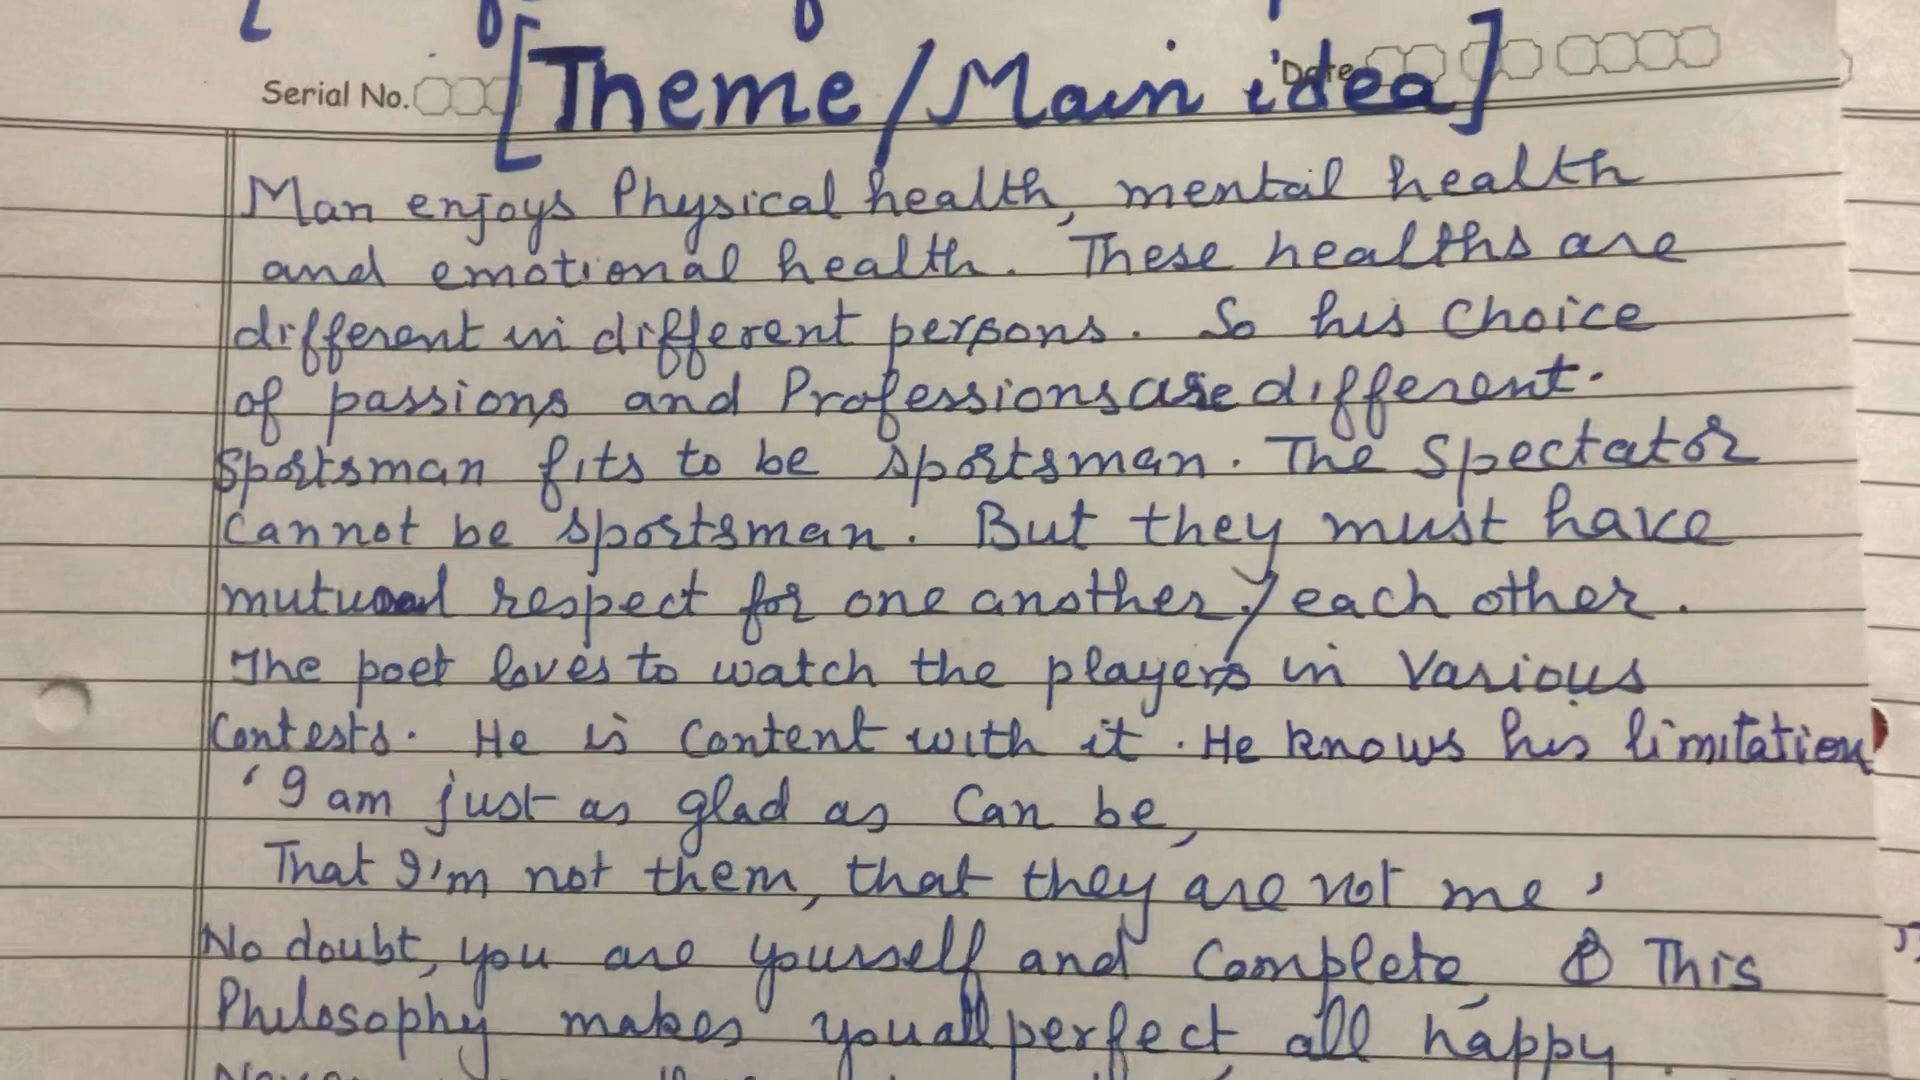 Serial No.
Date
[Theme/Main idea]
Man enjoys Physical health, mental health
and emotional health. These healths are
different in different persons. So his Choice
of passions and Professions are different.
Sportsman fits to be sportsman. The Spectator
Cannot be sportsman. But they must have
mutual respect for one another,/each other.
The poet loves to watch the players in Various
Contests. He is Content with it. He knows his limitation
'I am just as glad as Can be,
That I'm not them, that they are not me'
No doubt, you are yourself and Complete, This
Philosophy makes you all perfect, all happy.